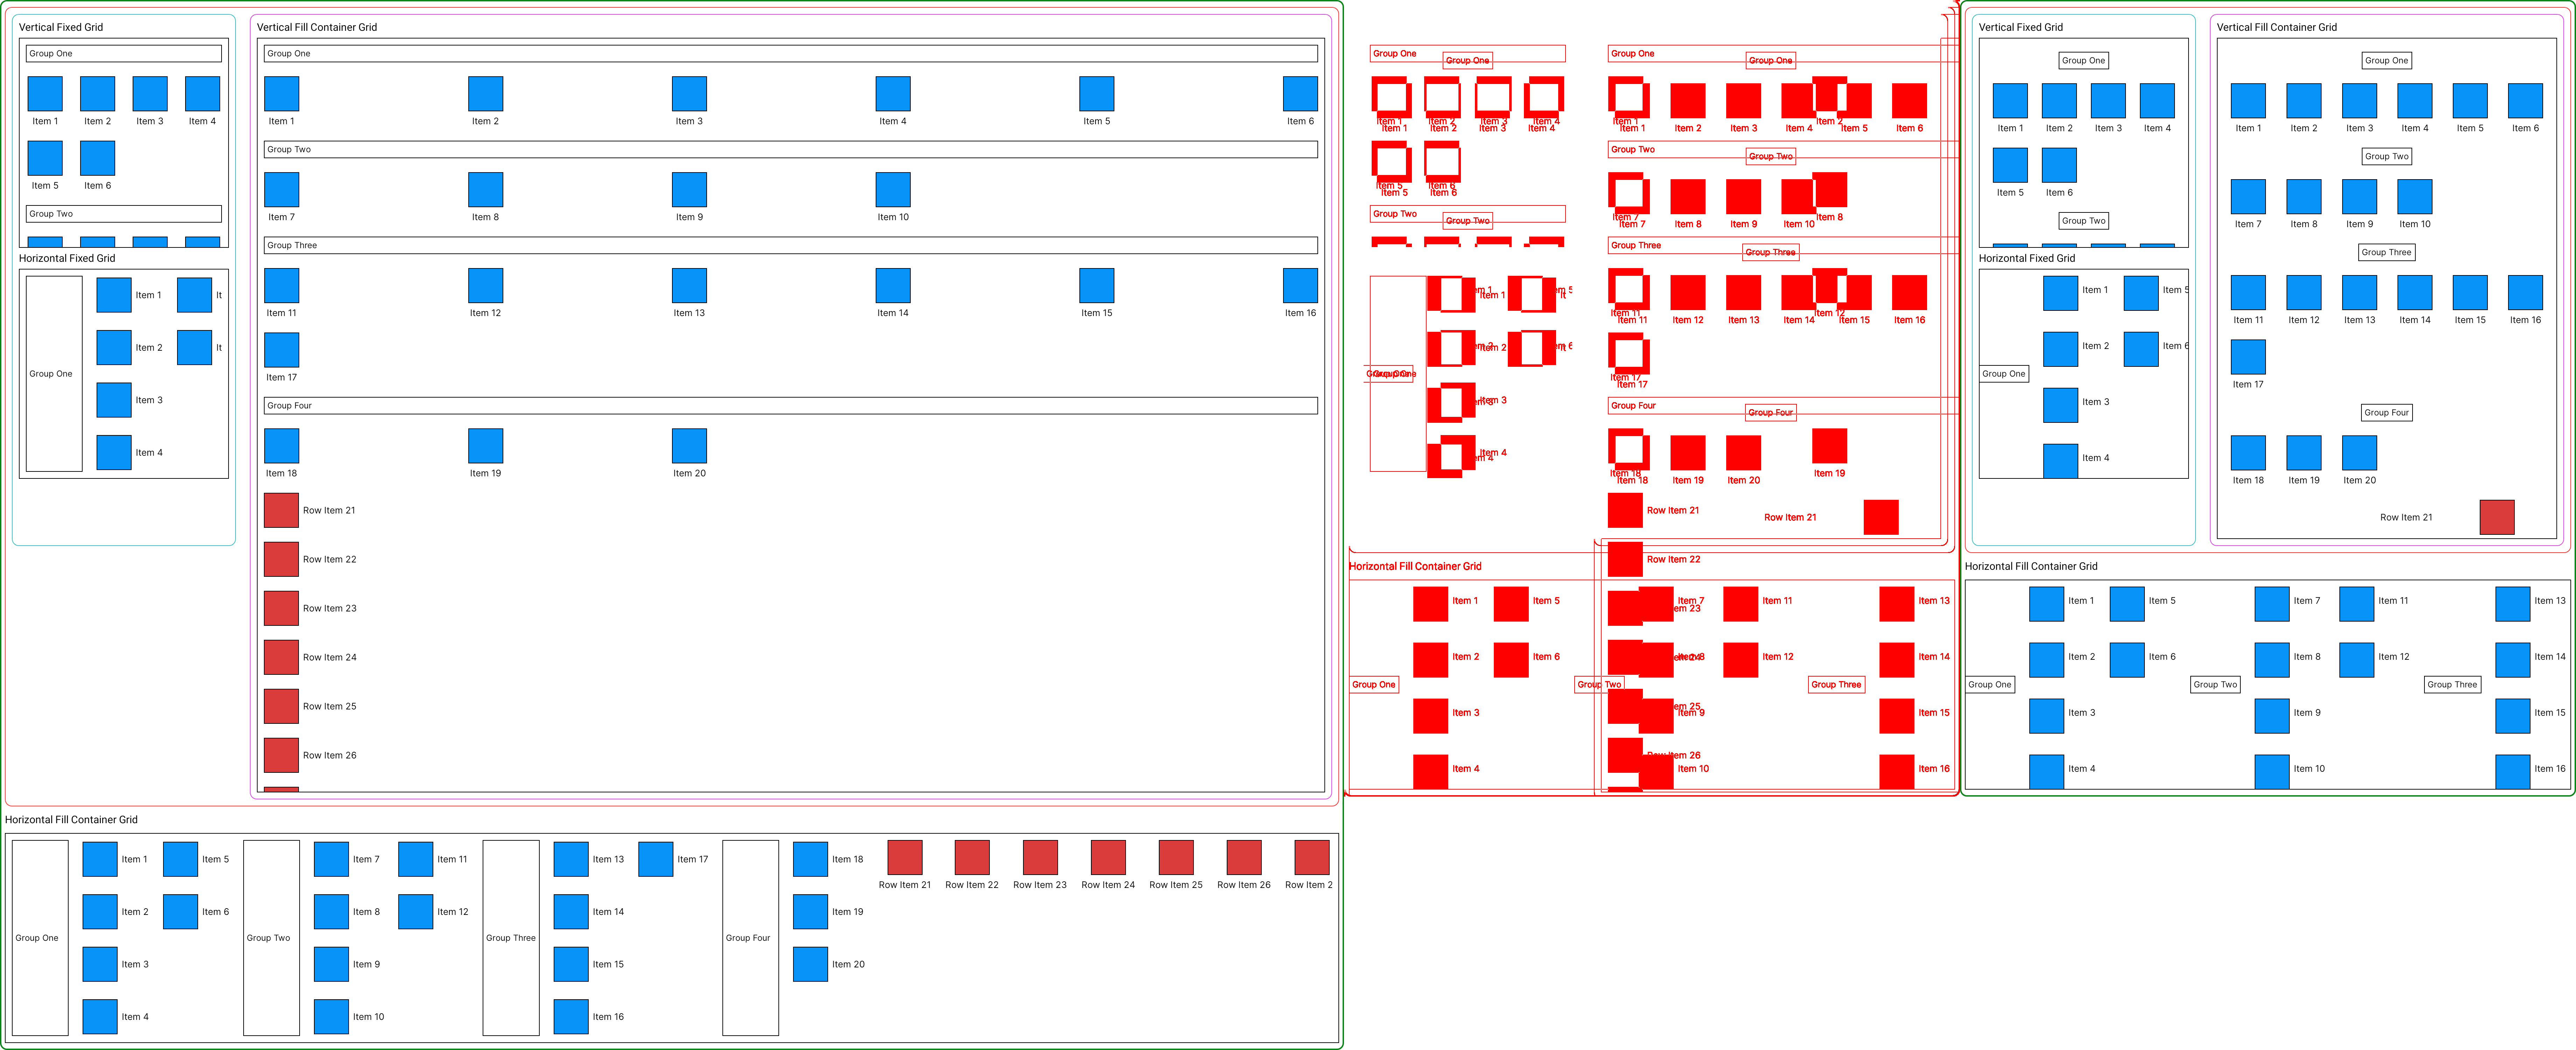 Vertical Fixed Grid
Group One
Item 1 Item 2 Item 3 Item 4
Item 5 Item 6
Group Two
Horizontal Fixed Grid
Group One
Item 1 It
Item 2 It
Item 3
Item 4
Vertical Fill Container Grid
Group One
Item 1 Item 2 Item 3 Item 4 Item 5 Item 6
Group Two
Item 7 Item 8 Item 9 Item 10
Group Three
Item 11 Item 12 Item 13 Item 14 Item 15 Item 16
Item 17
Group Four
Item 18 Item 19 Item 20
Row Item 21
Row Item 22
Row Item 23
Row Item 24
Row Item 25
Row Item 26
Horizontal Fill Container Grid
Group One
Item 1 Item 5
Item 2 Item 6
Item 3
Item 4
Group Two
Item 7 Item 11
Item 8 Item 12
Item 9
Item 10
Group Three
Item 13 Item 17
Item 14
Item 15
Item 16
Group Four
Item 18
Item 19
Item 20
Row Item 21 Row Item 22 Row Item 23 Row Item 24 Row Item 25 Row Item 26 Row Item 2
Group One
Group One
Item 1 Item 2 Item 3 Item 4
Item 1 Item 2 Item 3 Item 4
Item 5 Item 6
Item 5 Item 6
Group Two
Group Two
Item 1
Item 3
Item 4
Group One
Group One
Item 2
Item 1 Item 2 Item 3 Item 4 Item 5 Item 6
Group Two
Group Two
Item 7 Item 8 Item 9 Item 10
Item 8
Group Three
Group Three
Item 11 Item 12 Item 13 Item 14 Item 15 Item 16
Item 12
Item 17
Item 17
Group Four
Group Four
Item 18 Item 19 Item 20
Item 19
Row Item 21
Row Item 21
Row Item 22
Row Item 26
Horizontal Fill Container Grid
Group One
Item 1 Item 5
Item 2 Item 6
Item 3
Item 4
Group Two
Item 7 Item 11
Item 12
Item 9
Item 10
Group Three
Item 13
Item 14
Item 15
Item 16
Vertical Fixed Grid
Group One
Item 1 Item 2 Item 3 Item 4
Item 5 Item 6
Group Two
Horizontal Fixed Grid
Group One
Item 1 Item 5
Item 2 Item 6
Item 3
Item 4
Vertical Fill Container Grid
Group One
Item 1 Item 2 Item 3 Item 4 Item 5 Item 6
Group Two
Item 7 Item 8 Item 9 Item 10
Group Three
Item 11 Item 12 Item 13 Item 14 Item 15 Item 16
Item 17
Group Four
Item 18 Item 19 Item 20
Row Item 21
Horizontal Fill Container Grid
Group One
Item 1 Item 5
Item 2 Item 6
Item 3
Item 4
Group Two
Item 7 Item 11
Item 8 Item 12
Item 9
Item 10
Group Three
Item 13
Item 14
Item 15
Item 16